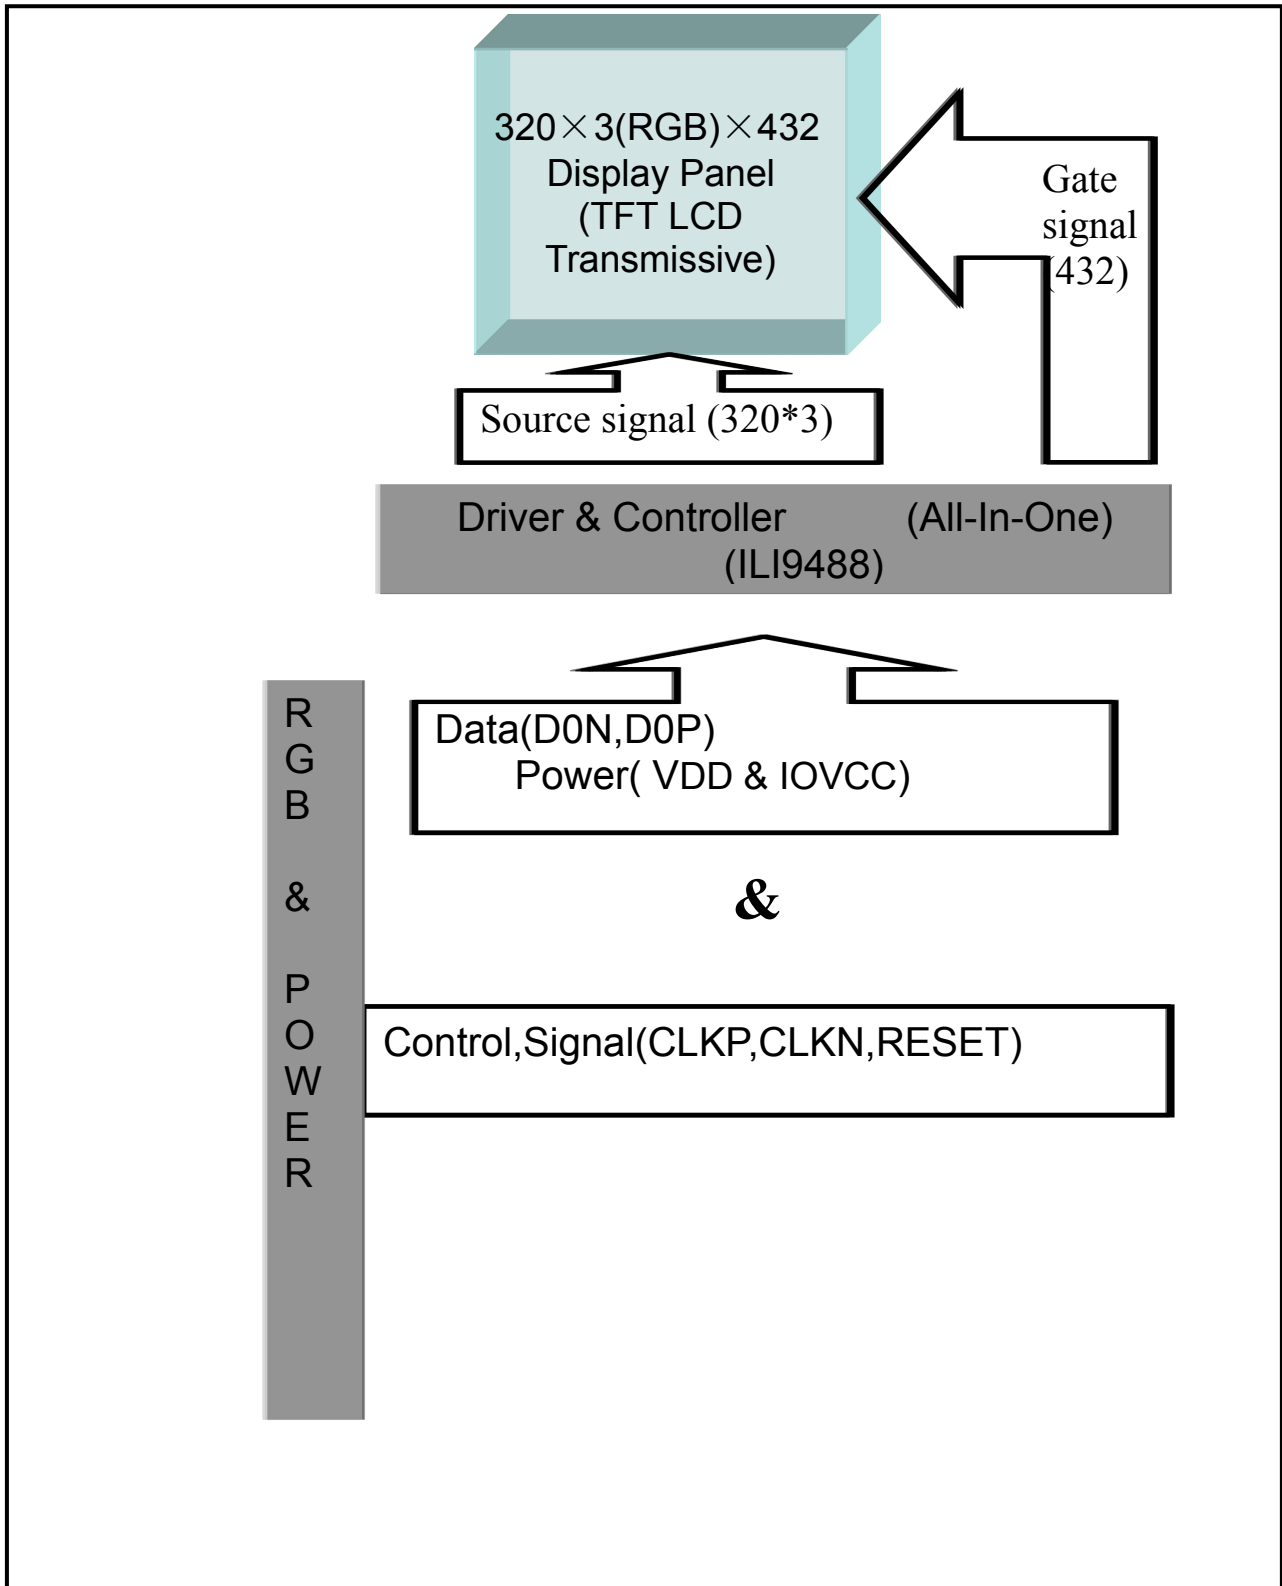 320×3(RGB)×432
Display Panel
(TFT LCD
Transmissive)
Gate
signal
(432)
Source signal (320*3)
Driver & Controller (All-In-One)
(ILI9488)
R
G
B
&
P
O
W
E
R
Data(D0N,D0P)
Power( VDD & IOVCC)
&
Control,Signal(CLKP,CLKN,RESET)